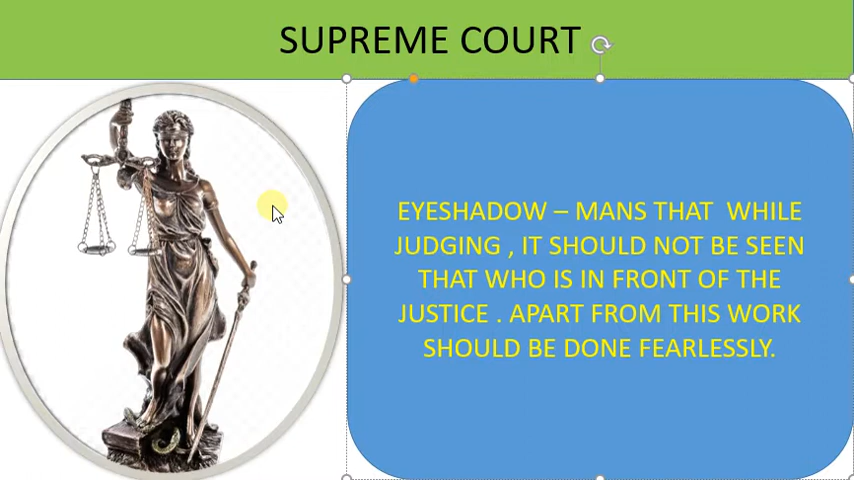 SUPREME COURT
EYESHADOW – MANS THAT WHILE
JUDGING , IT SHOULD NOT BE SEEN
THAT WHO IS IN FRONT OF THE
JUSTICE . APART FROM THIS WORK
SHOULD BE DONE FEARLESSLY.